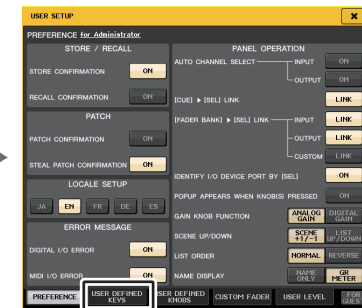 USER SETUP
PREFERENCE for Administrator
STORE / RECALL
STORE CONFIRMATION ON
RECALL CONFIRMATION ON
PATCH
PATCH CONFIRMATION ON
STEAL PATCH CONFIRMATION ON
LOCALE SETUP
JA EN FR DE ES
ERROR MESSAGE
DIGITAL I/O ERROR ON
MIDI I/O ERROR ON
PANEL OPERATION
AUTO CHANNEL SELECT INPUT ON
OUTPUT ON
[CUE] ▶ [SEL] LINK LINK
[FADER BANK] ▶ [SEL] LINK INPUT LINK
OUTPUT LINK
CUSTOM LINK
IDENTIFY I/O DEVICE PORT BY [SEL] ON
POPUP APPEARS WHEN KNOB(S) PRESSED ON
GAIN KNOB FUNCTION ANALOG GAIN DIGITAL GAIN
SCENE UP/DOWN SCENE +1/-1 LIST UP/DOWN
LIST ORDER NORMAL REVERSE
NAME DISPLAY NAME ONLY GR METER
PREFERENCE USER DEFINED KEYS USER DEFINED KNOBS CUSTOM FADER USER LEVEL FOR